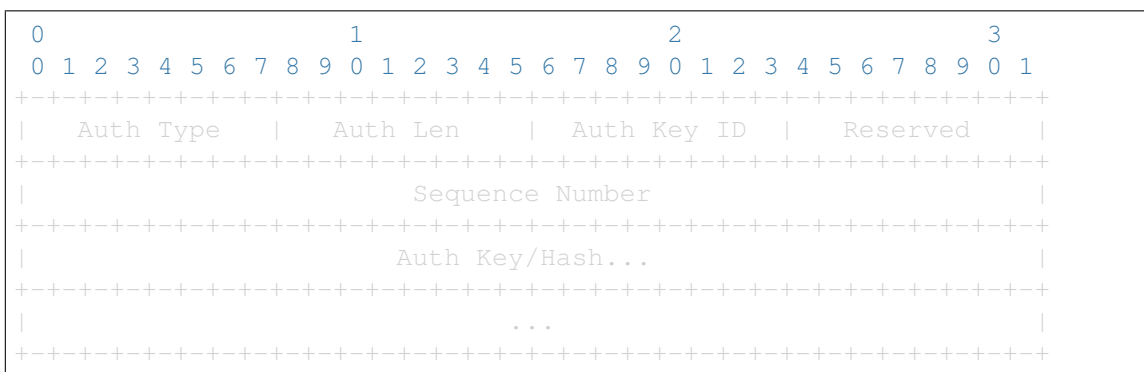 0                   1                   2                   3
 0 1 2 3 4 5 6 7 8 9 0 1 2 3 4 5 6 7 8 9 0 1 2 3 4 5 6 7 8 9 0 1
+-+-+-+-+-+-+-+-+-+-+-+-+-+-+-+-+-+-+-+-+-+-+-+-+-+-+-+-+-+-+-+-+
|   Auth Type   |   Auth Len    |  Auth Key ID  |   Reserved    |
+-+-+-+-+-+-+-+-+-+-+-+-+-+-+-+-+-+-+-+-+-+-+-+-+-+-+-+-+-+-+-+-+
|                        Sequence Number                        |
+-+-+-+-+-+-+-+-+-+-+-+-+-+-+-+-+-+-+-+-+-+-+-+-+-+-+-+-+-+-+-+-+
|                       Auth Key/Hash...                        |
+-+-+-+-+-+-+-+-+-+-+-+-+-+-+-+-+-+-+-+-+-+-+-+-+-+-+-+-+-+-+-+-+
|                              ...                              |
+-+-+-+-+-+-+-+-+-+-+-+-+-+-+-+-+-+-+-+-+-+-+-+-+-+-+-+-+-+-+-+-+